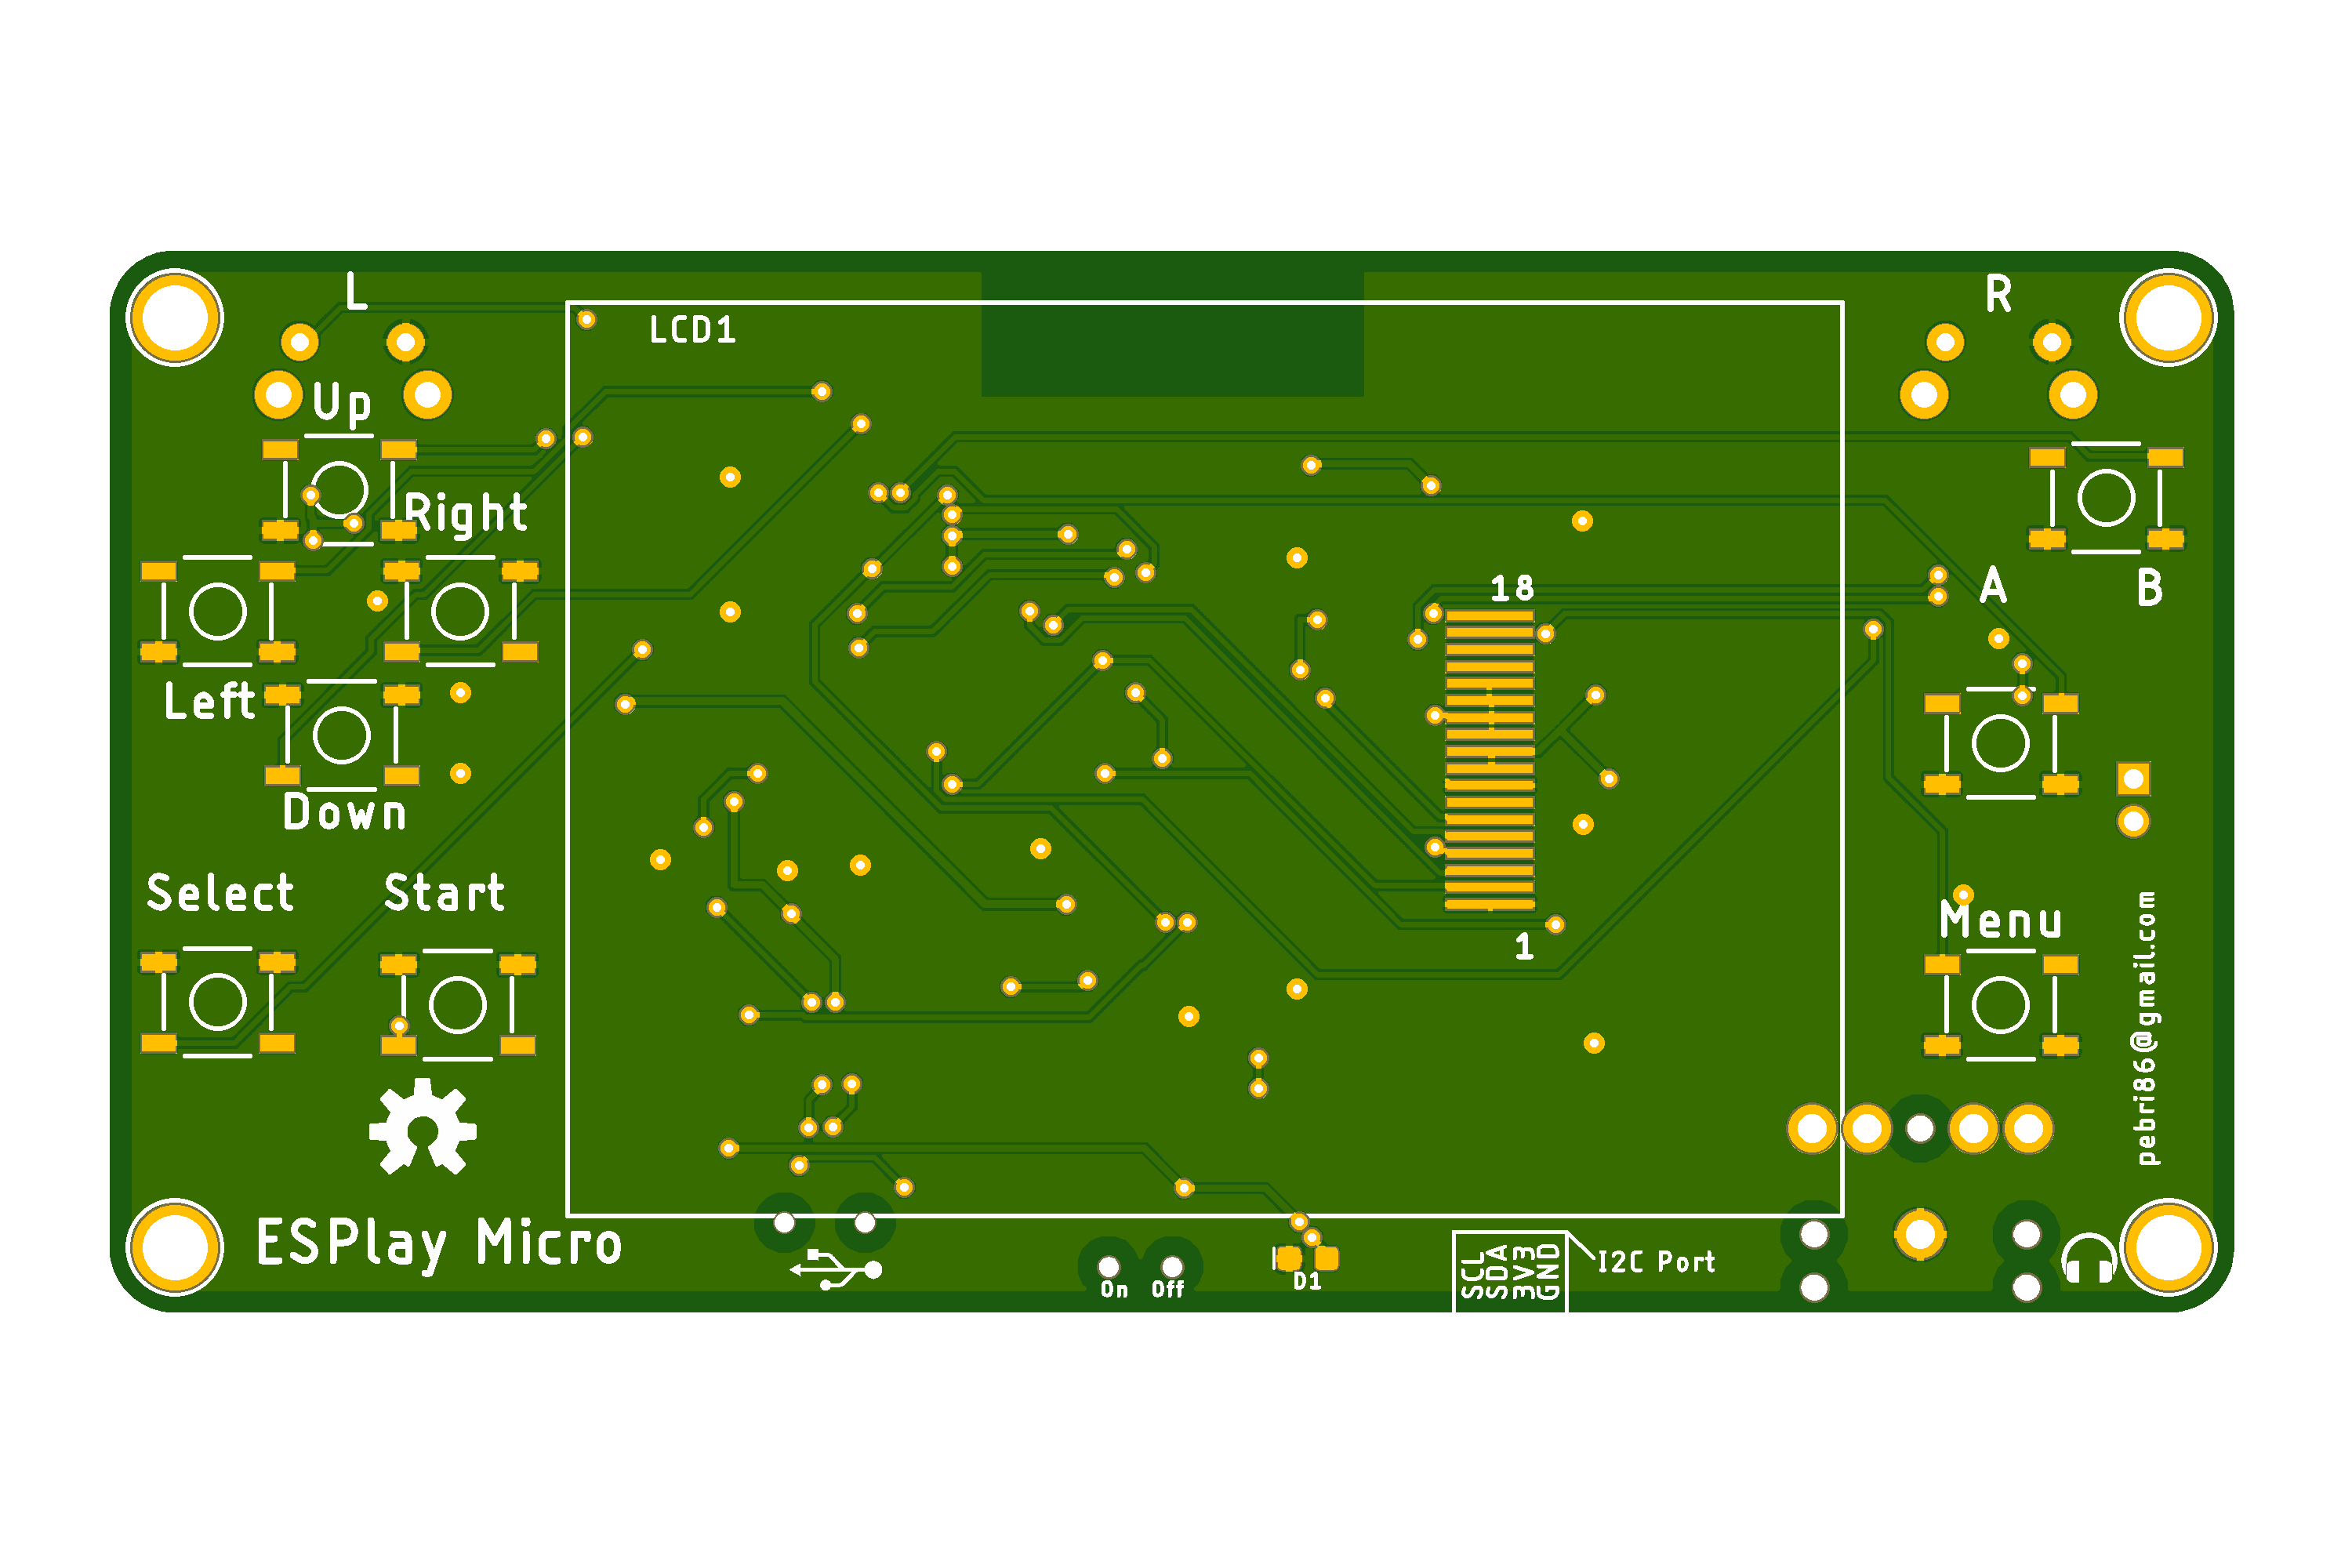 L
R
LCD1
Up
Right
18
A
B
Left
Down
Select
Start
Menu
1
pebri86@gmail.com
ESPlay Micro
On
Off
D1
SCL
SDA
3V3
GND
I2C Port